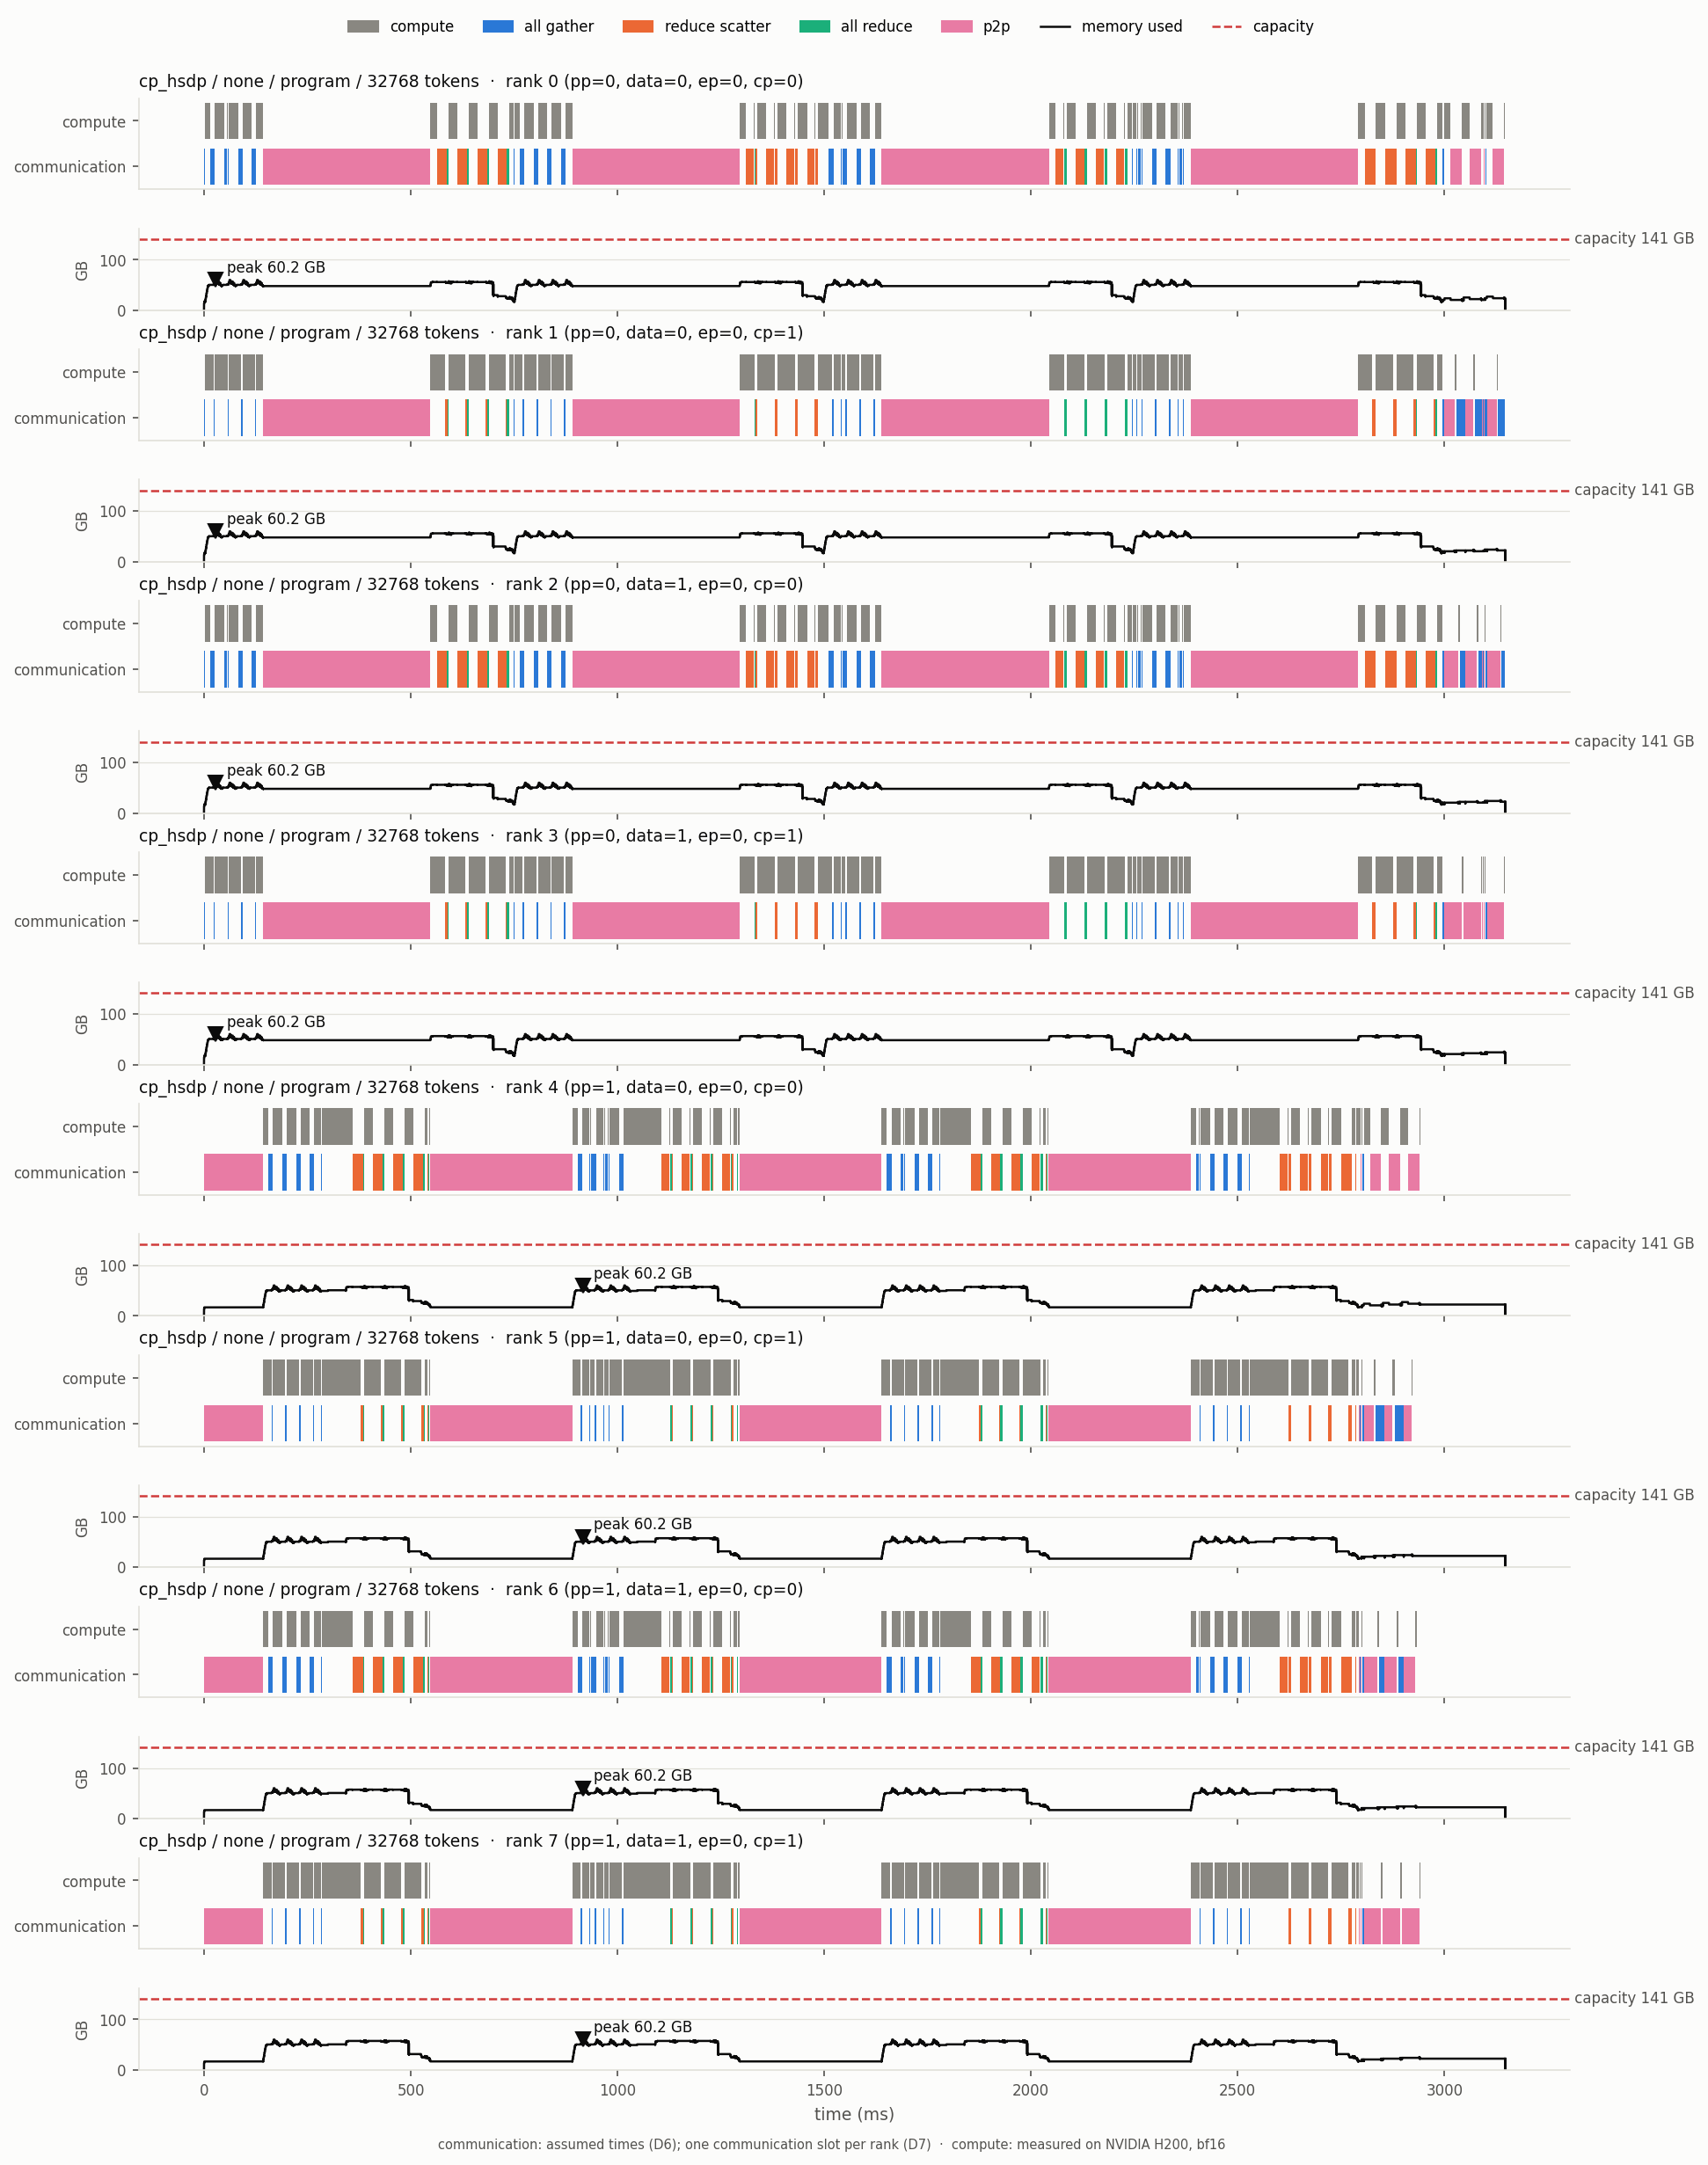 compute all gather reduce scatter all reduce p2p memory used capacity
cp_hsdp / none / program / 32768 tokens · rank 0 (pp=0, data=0, ep=0, cp=0)
compute
communication
capacity 141 GB
100
GB
peak 60.2 GB
0
cp_hsdp / none / program / 32768 tokens · rank 1 (pp=0, data=0, ep=0, cp=1)
compute
communication
capacity 141 GB
100
GB
peak 60.2 GB
0
cp_hsdp / none / program / 32768 tokens · rank 2 (pp=0, data=1, ep=0, cp=0)
compute
communication
capacity 141 GB
100
GB
peak 60.2 GB
0
cp_hsdp / none / program / 32768 tokens · rank 3 (pp=0, data=1, ep=0, cp=1)
compute
communication
capacity 141 GB
100
GB
peak 60.2 GB
0
cp_hsdp / none / program / 32768 tokens · rank 4 (pp=1, data=0, ep=0, cp=0)
compute
communication
capacity 141 GB
100
GB
peak 60.2 GB
0
cp_hsdp / none / program / 32768 tokens · rank 5 (pp=1, data=0, ep=0, cp=1)
compute
communication
capacity 141 GB
100
GB
peak 60.2 GB
0
cp_hsdp / none / program / 32768 tokens · rank 6 (pp=1, data=1, ep=0, cp=0)
compute
communication
capacity 141 GB
100
GB
peak 60.2 GB
0
cp_hsdp / none / program / 32768 tokens · rank 7 (pp=1, data=1, ep=0, cp=1)
compute
communication
capacity 141 GB
100
GB
peak 60.2 GB
0
0 500 1000 1500 2000 2500 3000
time (ms)
communication: assumed times (D6); one communication slot per rank (D7) · compute: measured on NVIDIA H200, bf16